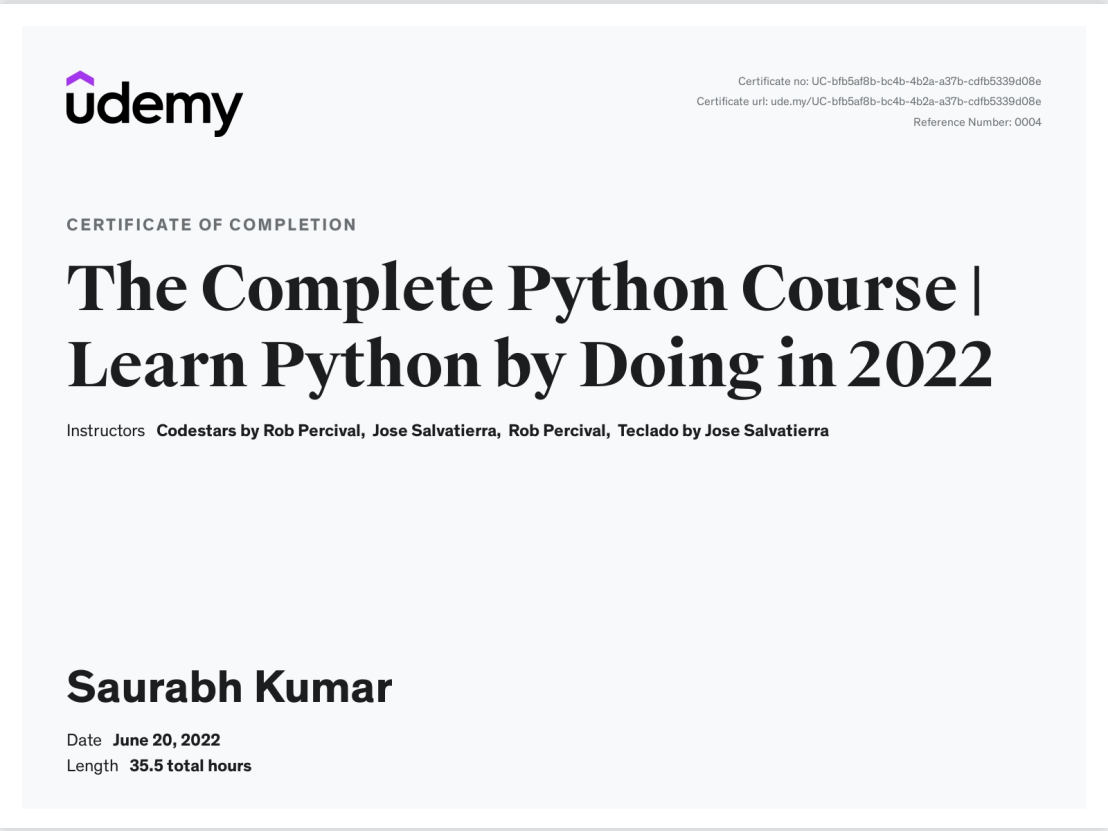 udemy
Certificate no: UC-bfb5af8b-bc4b-4b2a-a37b-cdfb5339d08e
Certificate url: ude.my/UC-bfb5af8b-bc4b-4b2a-a37b-cdfb5339d08e
Reference Number: 0004
CERTIFICATE OF COMPLETION
The Complete Python Course |
Learn Python by Doing in 2022
Instructors Codestars by Rob Percival, Jose Salvatierra, Rob Percival, Teclado by Jose Salvatierra
Saurabh Kumar
Date June 20, 2022
Length 35.5 total hours